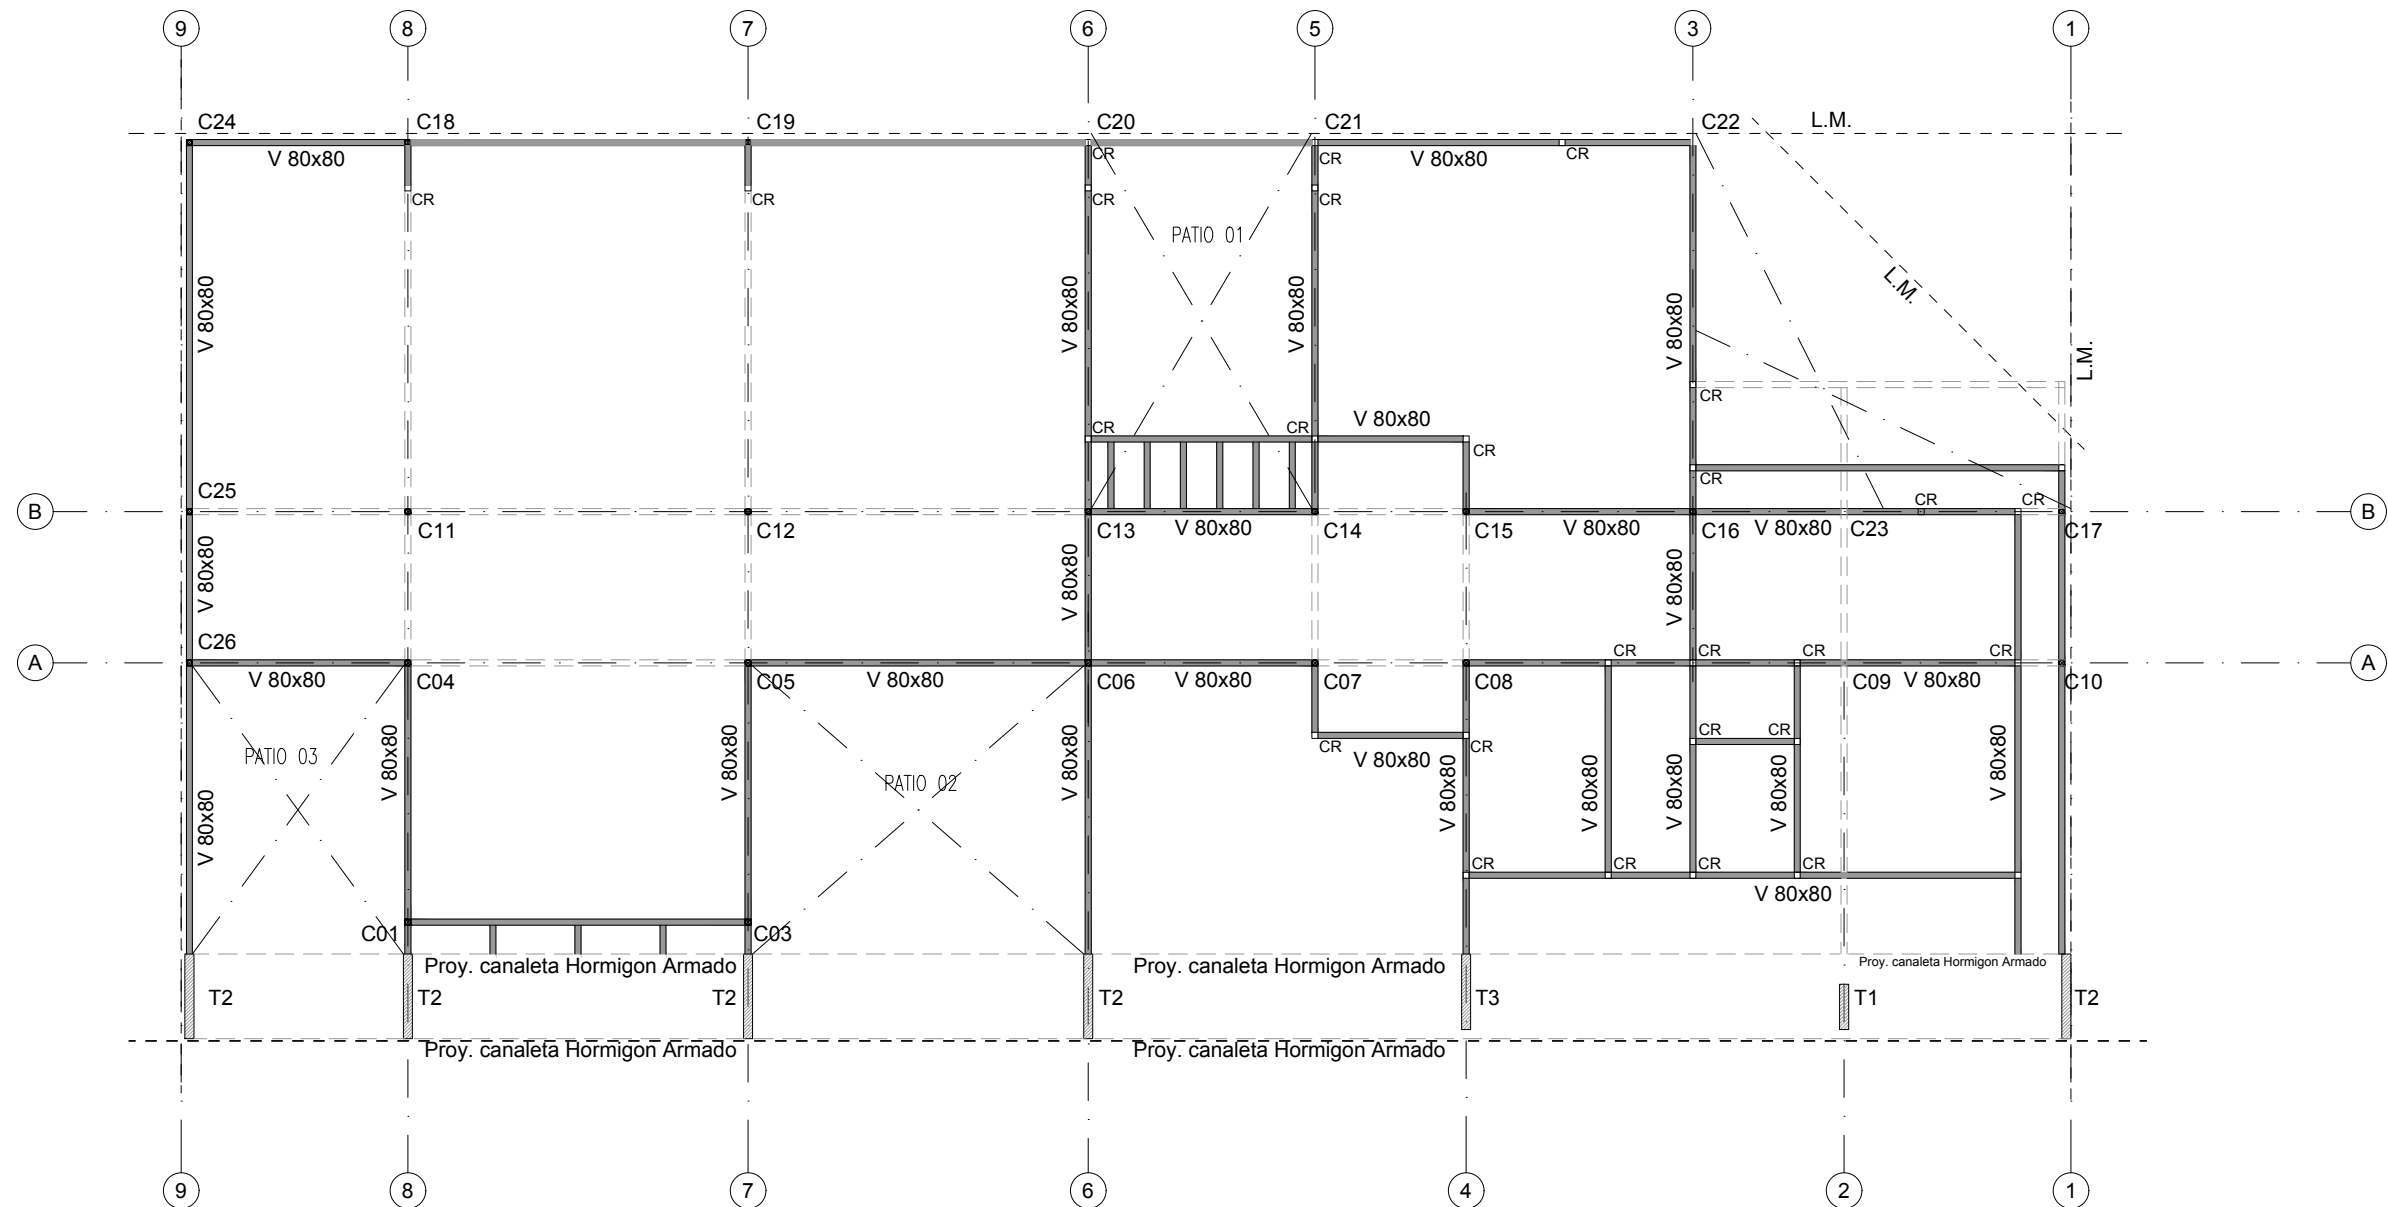 9 8 7 6 5 3 1
C24 C18 C19 C20 C21 C22 L.M.
V 80x80 CR CR V 80x80 CR
CR CR CR CR
PATIO 01
L.M.
V 80x80 V 80x80 V 80x80 V 80x80 L.M.
CR
CR CR V 80x80
CR
CR
C25 CR CR
B B
C11 C12 C13 V 80x80 C14 C15 V 80x80 C16 V 80x80 C23 C17
V 80x80 V 80x80 V 80x80
C26 CR CR CR
A A
V 80x80 C04 C05 V 80x80 C06 V 80x80 C07 C08 C09 V 80x80 C10
CR CR
CR CR
PATIO 03 V 80x80 V 80x80 PATIO 02 V 80x80 V 80x80 V 80x80
V 80x80 V 80x80 V 80x80 V 80x80 V 80x80
CR CR CR CR
V 80x80
C01 C03
Proy. canaleta Hormigon Armado Proy. canaleta Hormigon Armado Proy. canaleta Hormigon Armado
T2 T2 T2 T2 T3 T1 T2
Proy. canaleta Hormigon Armado Proy. canaleta Hormigon Armado
9 8 7 6 4 2 1